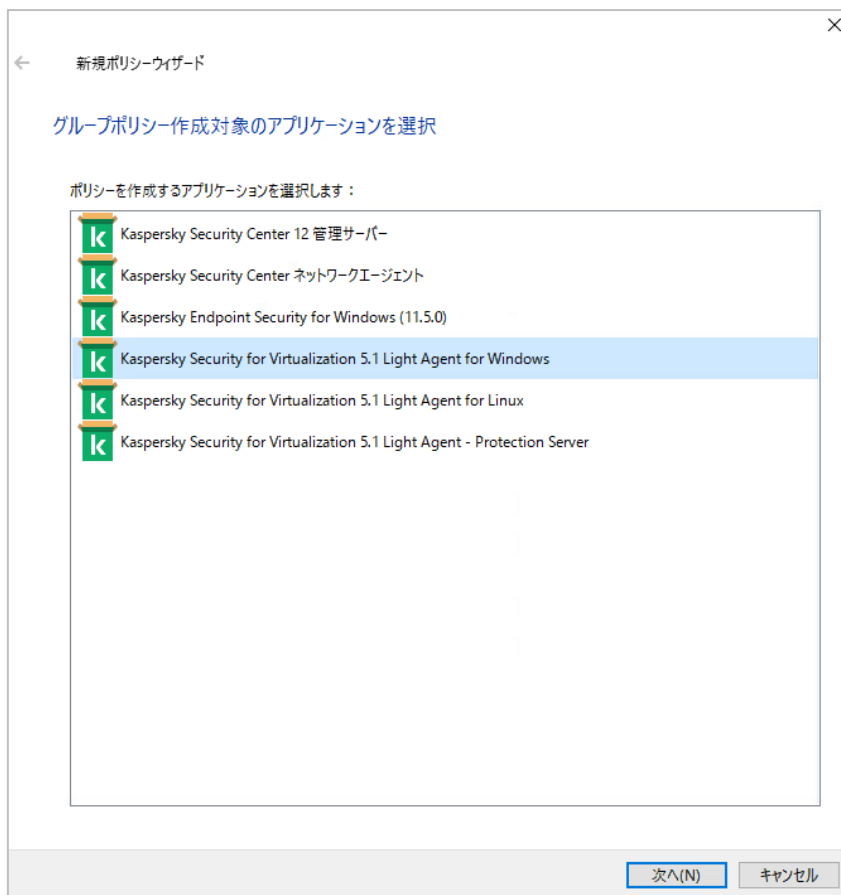 新規ポリシーウィザード
グループポリシー作成対象のアプリケーションを選択
ポリシーを作成するアプリケーションを選択します：
Kaspersky Security Center 12 管理サーバー
Kaspersky Security Center ネットワークエージェント
Kaspersky Endpoint Security for Windows (11.5.0)
Kaspersky Security for Virtualization 5.1 Light Agent for Windows
Kaspersky Security for Virtualization 5.1 Light Agent for Linux
Kaspersky Security for Virtualization 5.1 Light Agent - Protection Server
次へ(N) キャンセル